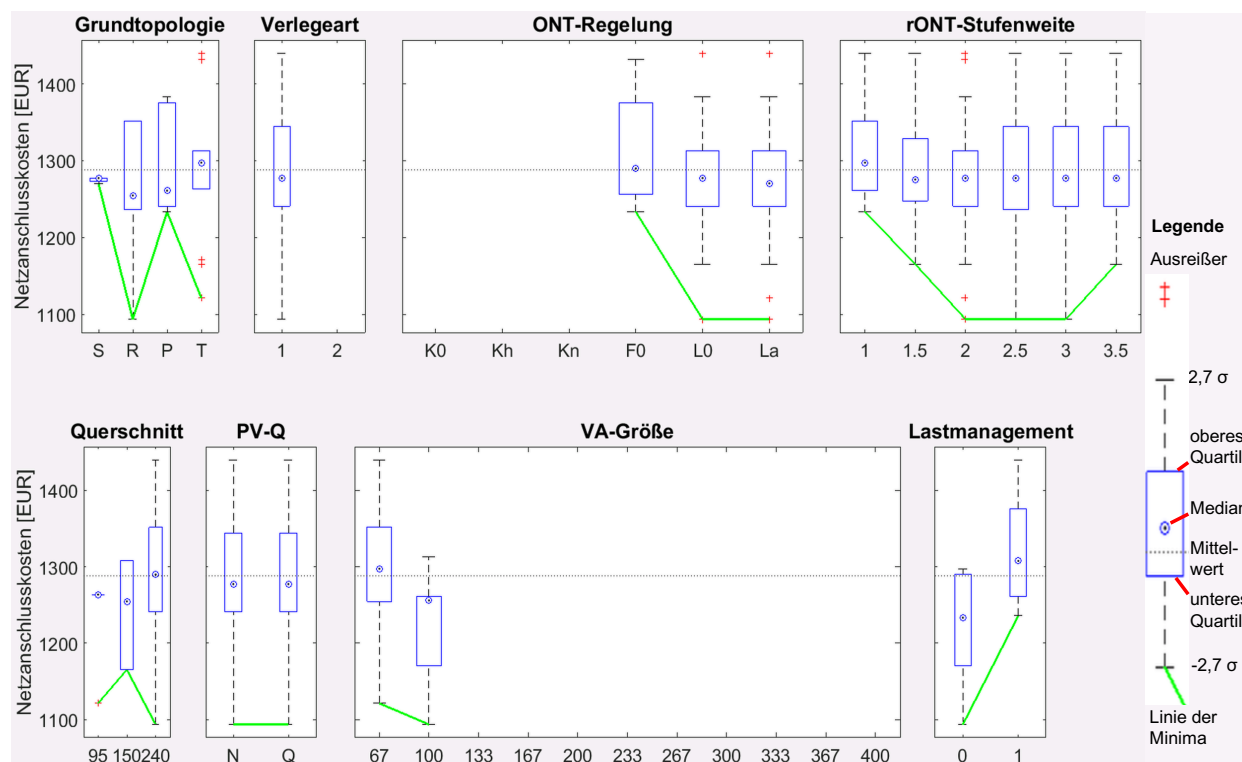 Grundtopologie
Verlegeart
ONT-Regelung
rONT-Stufenweite
Netzanschlusskosten [EUR]
1400
1300
1200
1100
S R P T
1 2
K0 Kh Kn F0 L0 La
1 1.5 2 2.5 3 3.5
Querschnitt
PV-Q
VA-Größe
Lastmanagement
Netzanschlusskosten [EUR]
1400
1300
1200
1100
95 150 240
N Q
67 100 133 167 200 233 267 300 333 367 400
0 1
Legende
Ausreißer
2,7 σ
oberes
Quartil
Median
Mittel-
wert
unteres
Quartil
-2,7 σ
Linie der
Minima